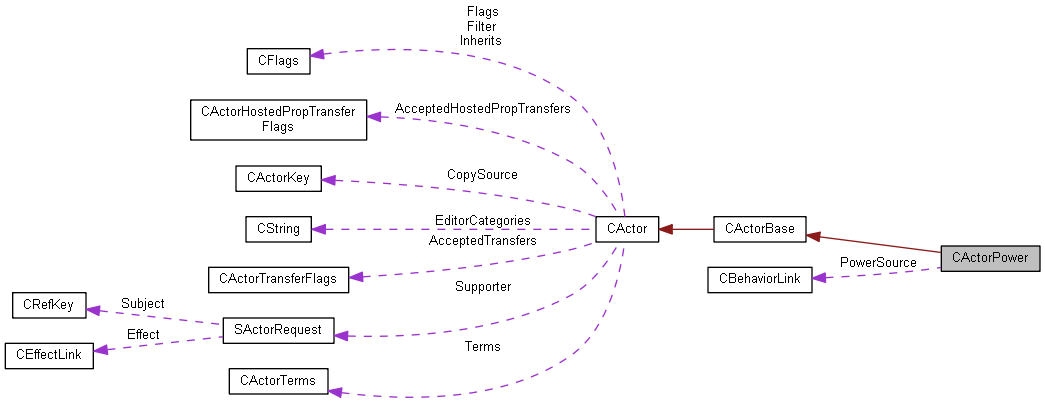 Flags
Filter
Inherits
CFlags
CActorHostedPropTransfer
Flags
AcceptedHostedPropTransfers
CActorKey
CopySource
CString
EditorCategories
AcceptedTransfers
CActor
CActorBase
CActorPower
CActorTransferFlags
CBehaviorLink
PowerSource
Supporter
CRefKey
Subject
SActorRequest
Effect
CEffectLink
Terms
CActorTerms